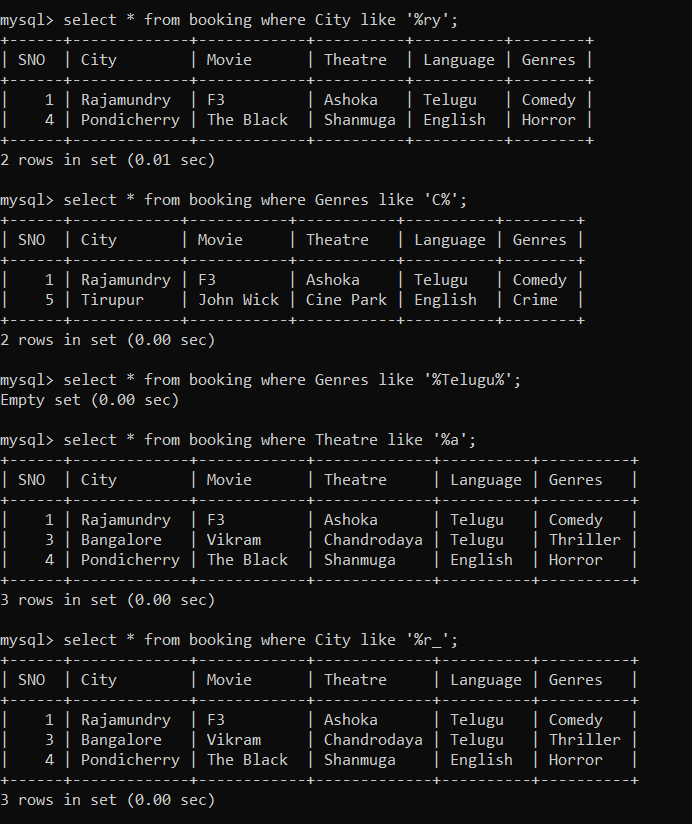 mysql> select * from booking where City like '%ry';
+------+-------------+------------+----------+----------+--------+
| SNO  | City        | Movie      | Theatre  | Language | Genres |
+------+-------------+------------+----------+----------+--------+
|    1 | Rajamundry  | F3         | Ashoka   | Telugu   | Comedy |
|    4 | Pondicherry | The Black  | Shanmuga | English  | Horror |
+------+-------------+------------+----------+----------+--------+
2 rows in set (0.01 sec)
mysql> select * from booking where Genres like 'C%';
+------+------------+-----------+-----------+----------+--------+
| SNO  | City       | Movie     | Theatre   | Language | Genres |
+------+------------+-----------+-----------+----------+--------+
|    1 | Rajamundry | F3        | Ashoka    | Telugu   | Comedy |
|    5 | Tirupur    | John Wick | Cine Park | English  | Crime  |
+------+------------+-----------+-----------+----------+--------+
2 rows in set (0.00 sec)
mysql> select * from booking where Genres like '%Telugu%';
Empty set (0.00 sec)
mysql> select * from booking where Theatre like '%a';
+------+-------------+------------+-------------+----------+----------+
| SNO  | City        | Movie      | Theatre     | Language | Genres   |
+------+-------------+------------+-------------+----------+----------+
|    1 | Rajamundry  | F3         | Ashoka      | Telugu   | Comedy   |
|    3 | Bangalore   | Vikram     | Chandrodaya | Telugu   | Thriller |
|    4 | Pondicherry | The Black  | Shanmuga    | English  | Horror   |
+------+-------------+------------+-------------+----------+----------+
3 rows in set (0.00 sec)
mysql> select * from booking where City like '%r_';
+------+-------------+------------+-------------+----------+----------+
| SNO  | City        | Movie      | Theatre     | Language | Genres   |
+------+-------------+------------+-------------+----------+----------+
|    1 | Rajamundry  | F3         | Ashoka      | Telugu   | Comedy   |
|    3 | Bangalore   | Vikram     | Chandrodaya | Telugu   | Thriller |
|    4 | Pondicherry | The Black  | Shanmuga    | English  | Horror   |
+------+-------------+------------+-------------+----------+----------+
3 rows in set (0.00 sec)